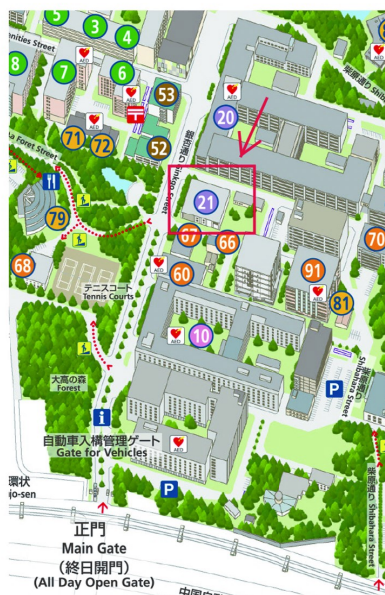 5
3
4
enities Street
8
7
6
AED
AED
AED
53
〒
71
72
52
20
AED
柴原通り Shiba
銀杏通り Ginkgo Street
a Foret Street
21
79
67
66
68
60
91
70
AED
AED
81
テニスコート
Tennis Courts
10
AED
大高の森
Forest
P
柴原通り
Shibahara Street
i
自動車入構管理ゲート
Gate for Vehicles
AED
環状
jo-sen
P
柴原通り Shibahara Street
正門
Main Gate
(終日開門)
(All Day Open Gate)